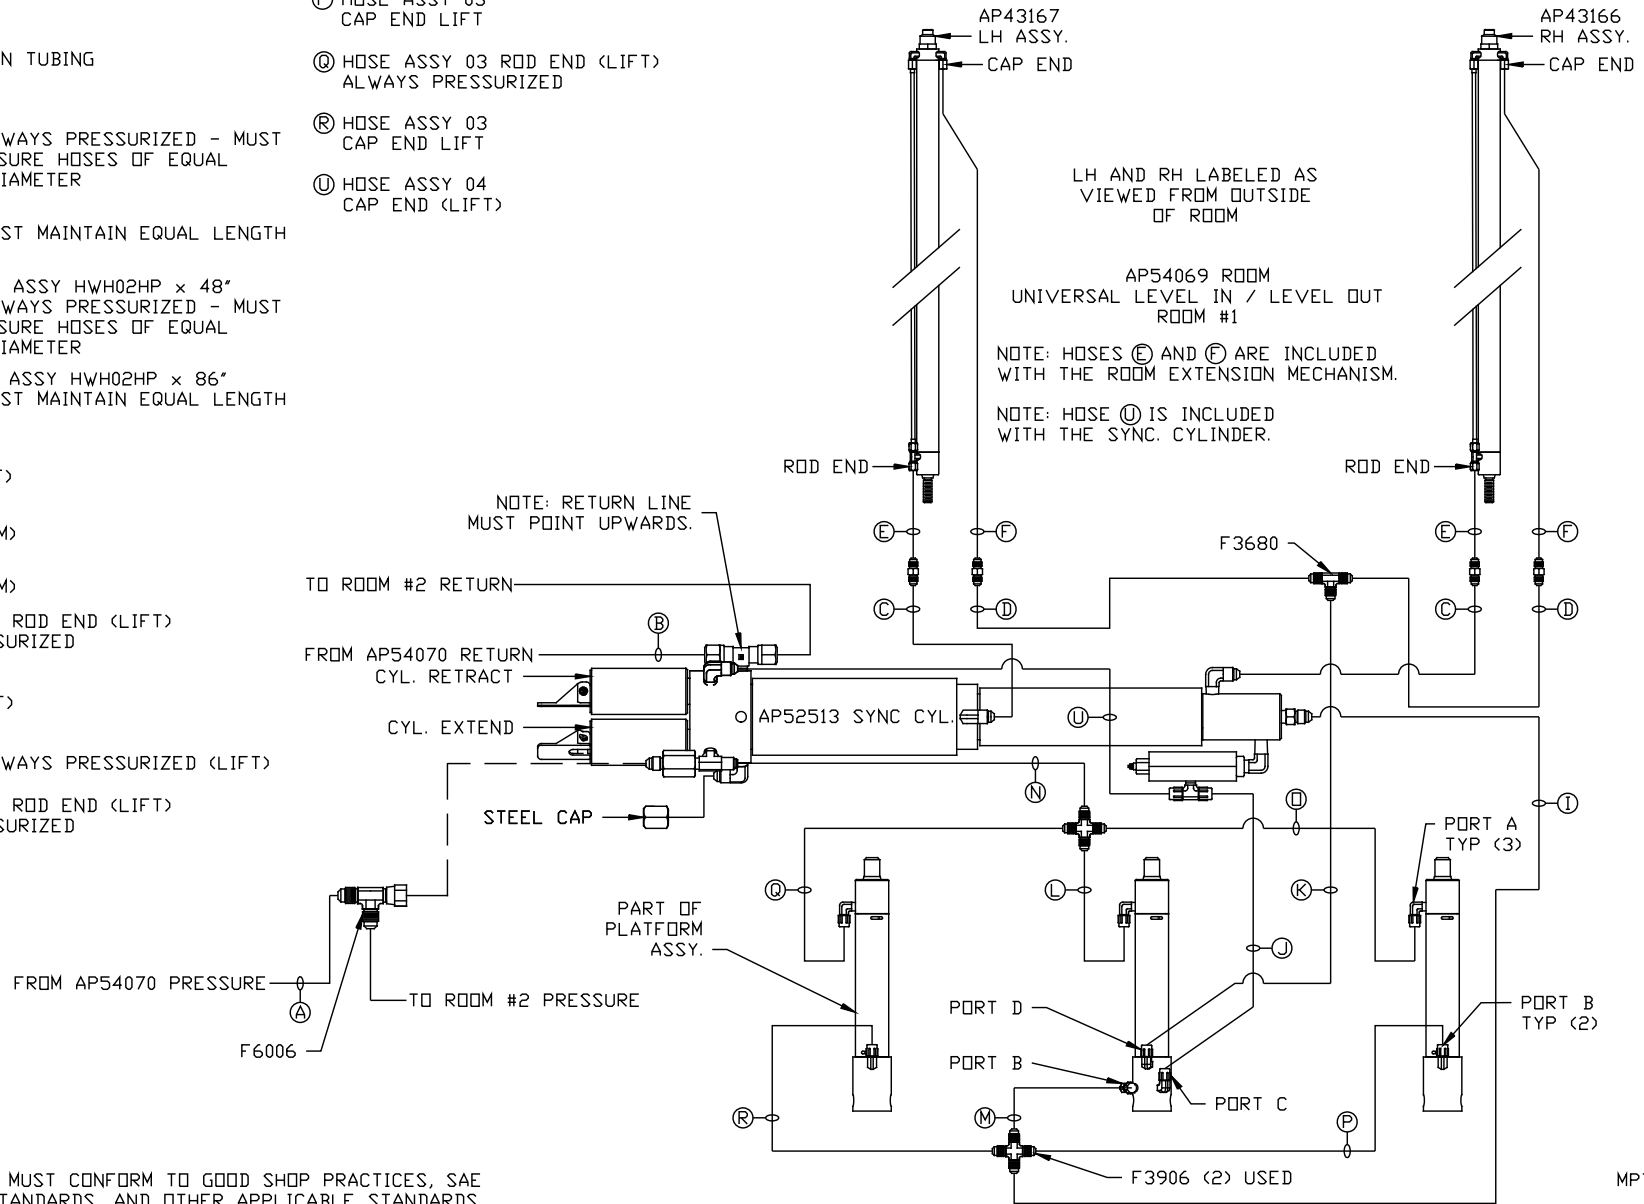 HOSE ASSY 03
CAP END LIFT
N TUBING
Q HOSE ASSY 03 ROD END (LIFT)
ALWAYS PRESSURIZED
WAYS PRESSURIZED - MUST
SURE HOSES OF EQUAL
IAMETER
R HOSE ASSY 03
CAP END LIFT
U HOSE ASSY 04
CAP END (LIFT)
ST MAINTAIN EQUAL LENGTH
ASSY HWH02HP x 48"
WAYS PRESSURIZED - MUST
SURE HOSES OF EQUAL
IAMETER
ASSY HWH02HP x 86"
ST MAINTAIN EQUAL LENGTH
T)
M)
M)
ROD END (LIFT)
SURIZED
T)
WAYS PRESSURIZED (LIFT)
ROD END (LIFT)
SURIZED
AP43167
LH ASSY.
CAP END
AP43166
RH ASSY.
CAP END
LH AND RH LABELED AS
VIEWED FROM OUTSIDE
OF ROOM
AP54069 ROOM
UNIVERSAL LEVEL IN / LEVEL OUT
ROOM #1
NOTE: HOSES E AND F ARE INCLUDED
WITH THE ROOM EXTENSION MECHANISM.
NOTE: HOSE U IS INCLUDED
WITH THE SYNC. CYLINDER.
ROD END
ROD END
NOTE: RETURN LINE
MUST POINT UPWARDS.
E
F
F3680
E
F
TO ROOM #2 RETURN
C
D
C
D
B
FROM AP54070 RETURN
CYL. RETRACT
CYL. EXTEND
AP52513 SYNC CYL.
U
N
O
I
STEEL CAP
PORT A
TYP (3)
Q
L
K
PART OF
PLATFORM
ASSY.
J
FROM AP54070 PRESSURE
A
TO ROOM #2 PRESSURE
F6006
PORT D
PORT B
TYP (2)
PORT B
PORT C
R
M
P
F3906 (2) USED
MUST CONFORM TO GOOD SHOP PRACTICES, SAE
TANDARDS, AND OTHER APPLICABLE STANDARDS